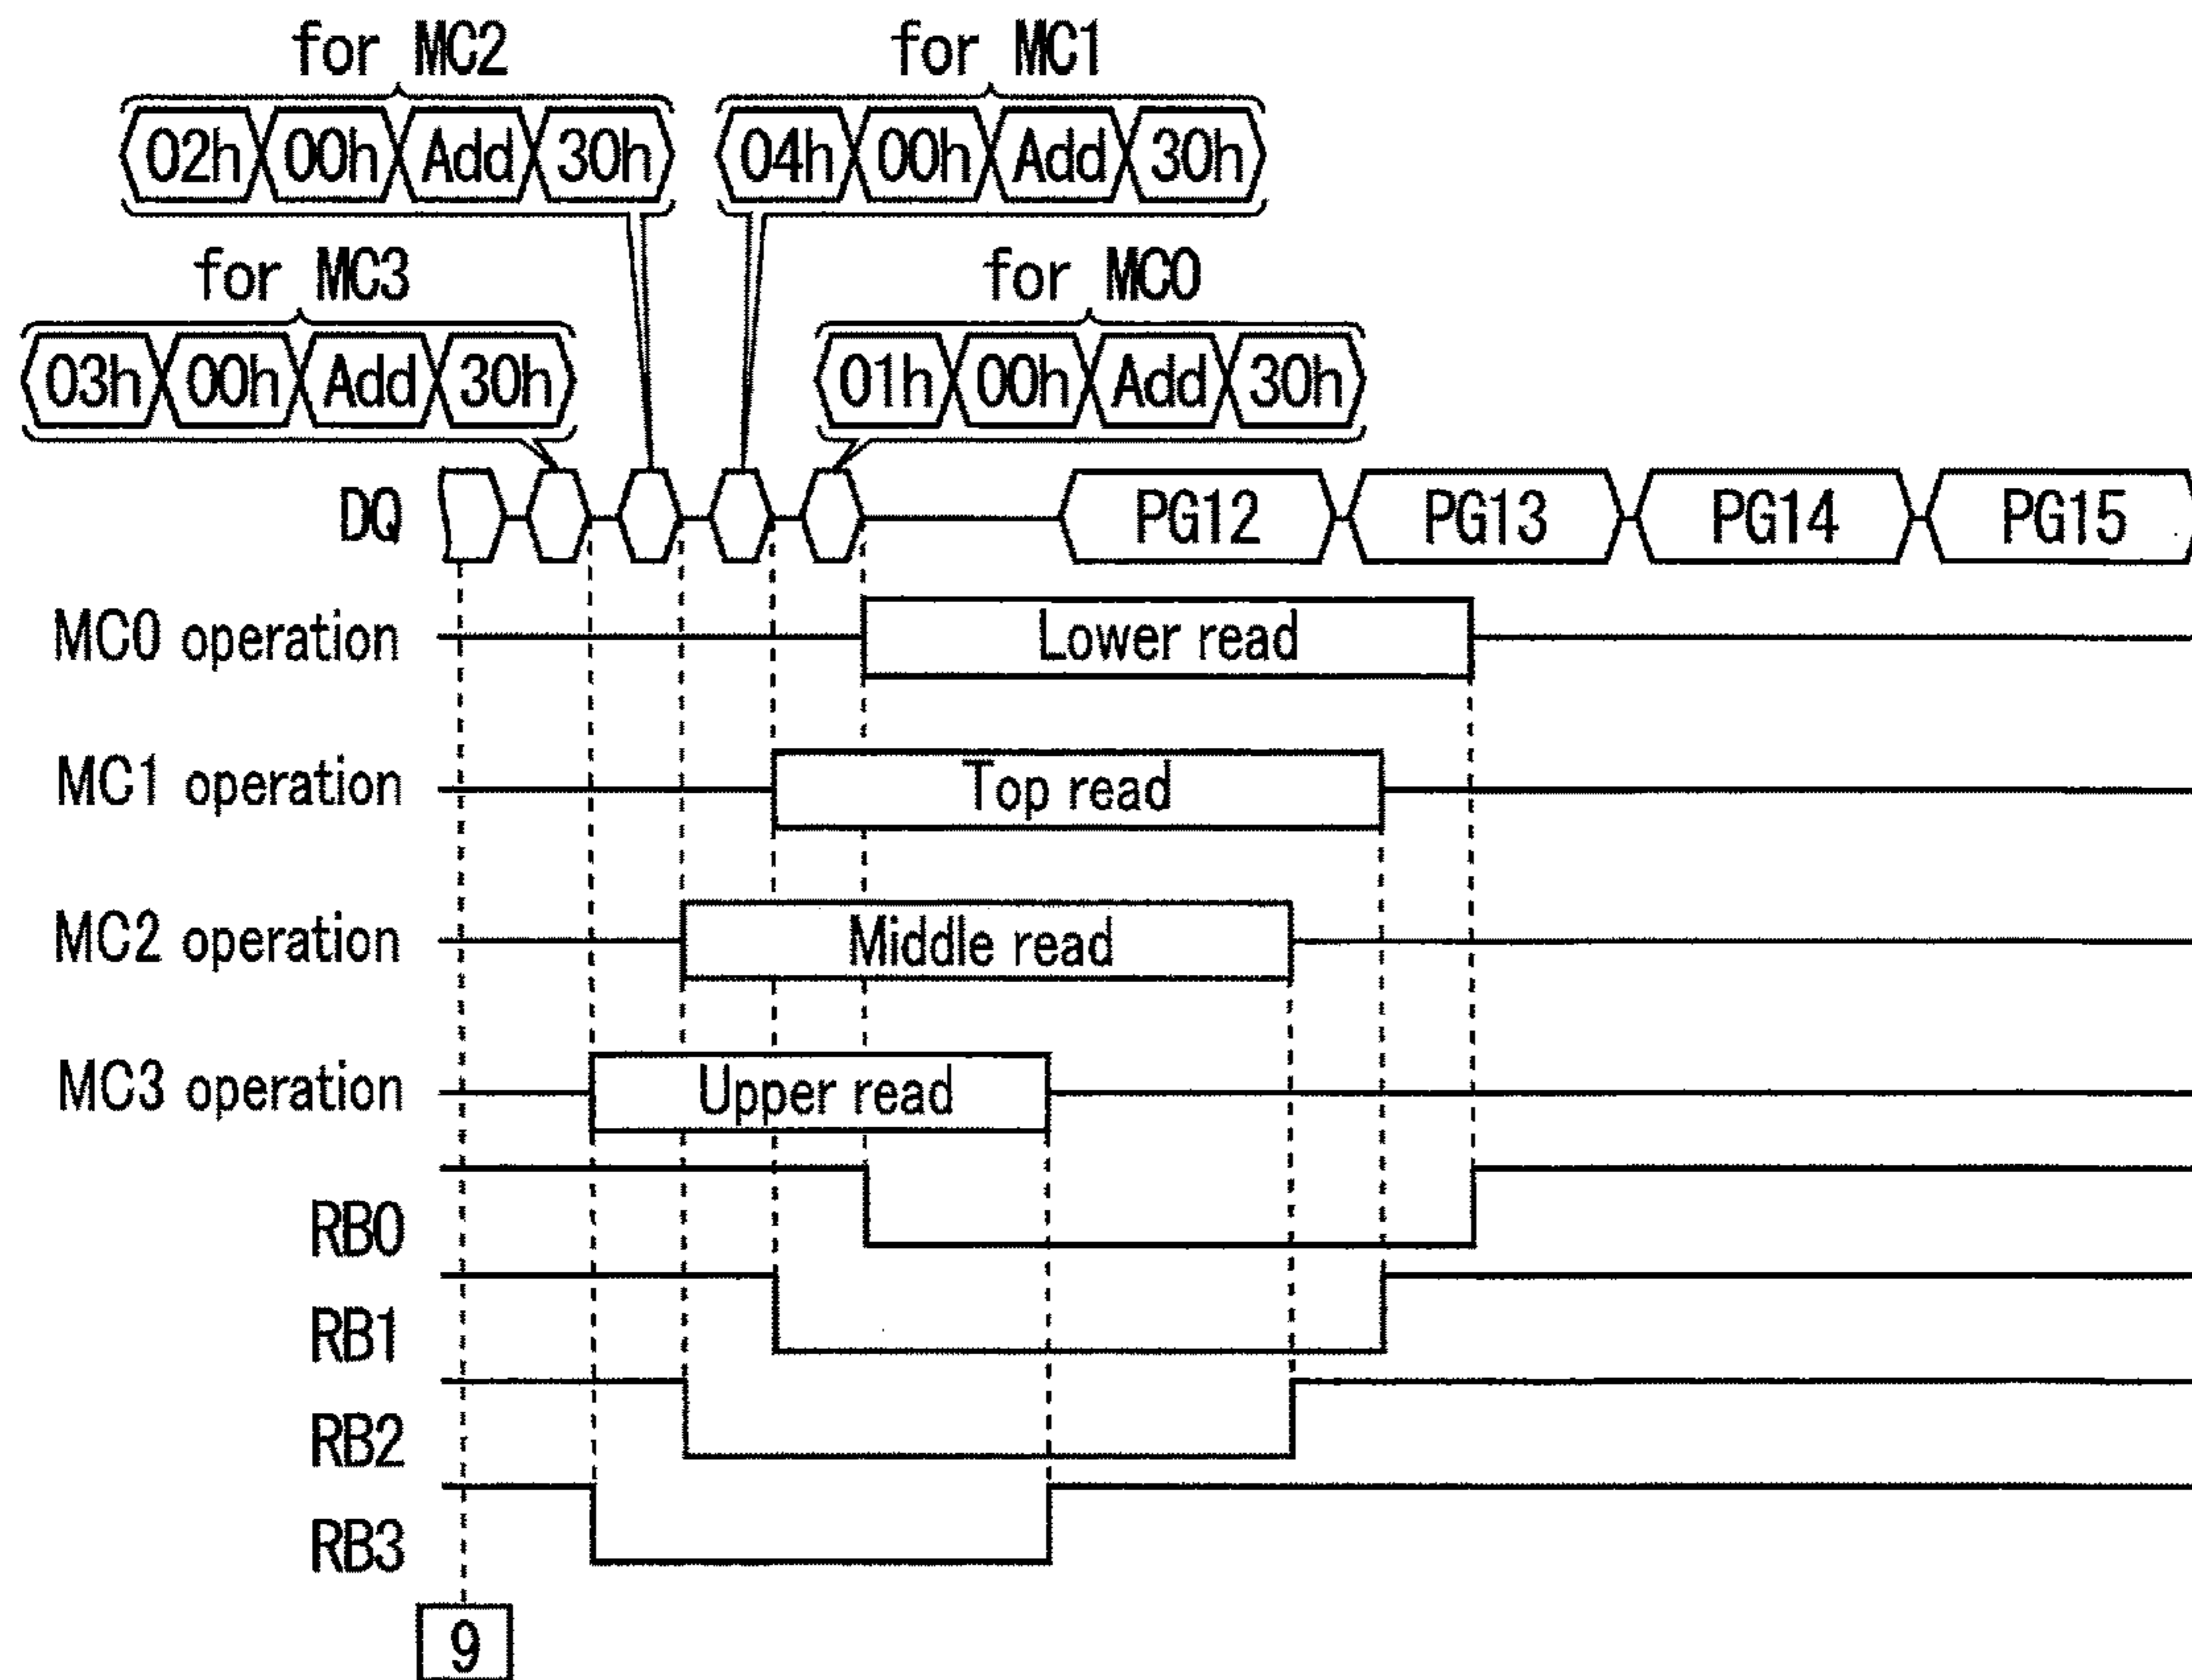 for MC2 for MC1
02h 00h Add 30h 04h 00h Add 30h
for MC3 for MC0
03h 00h Add 30h 01h 00h Add 30h
DQ PG12 PG13 PG14 PG15
MC0 operation Lower read
MC1 operation Top read
MC2 operation Middle read
MC3 operation Upper read
RB0
RB1
RB2
RB3
9